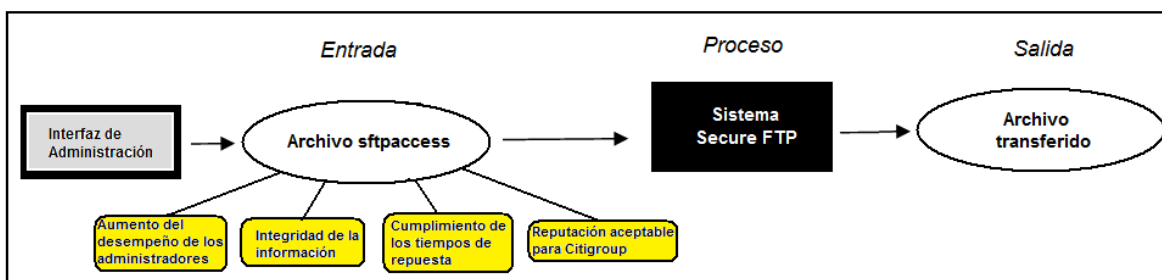 Entrada
Proceso
Salida
Interfaz de
Administración
Archivo sftpaccess
Sistema
Secure FTP
Archivo
transferido
Aumento del
desempeño de los
administradores
Integridad de la
información
Cumplimiento de
los tiempos de
repuesta
Reputación aceptable
para Citigroup